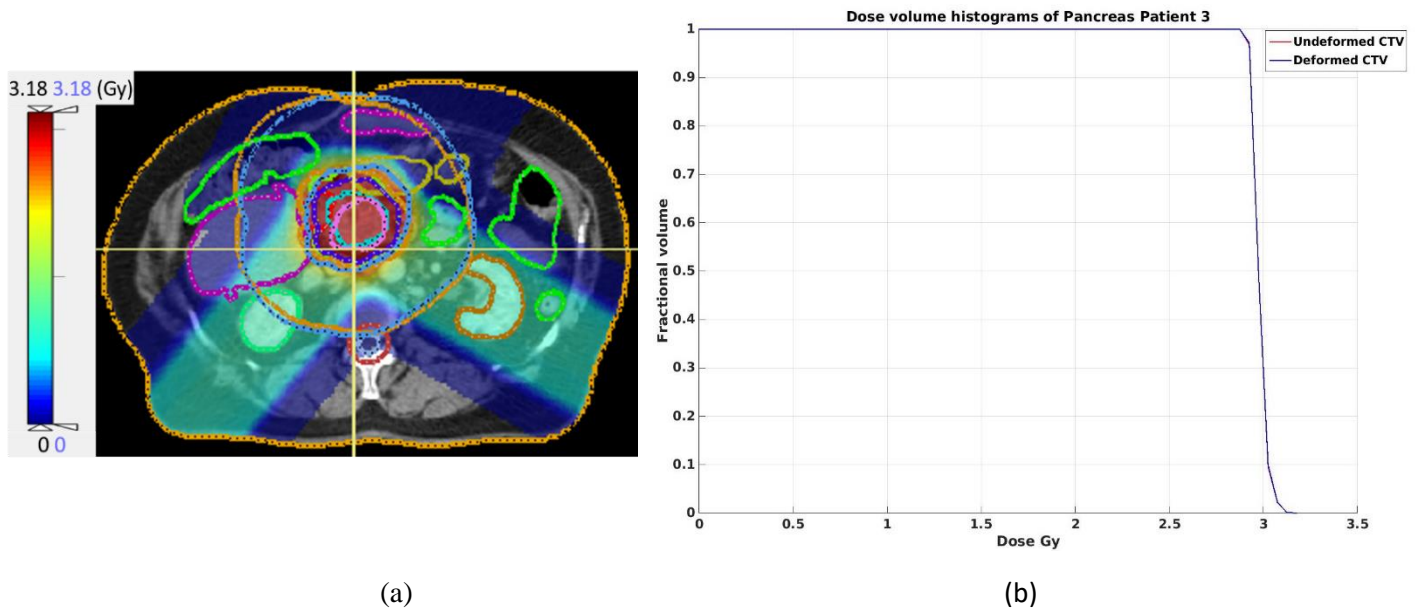 3.18 3.18 (Gy)
0 0
Dose volume histograms of Pancreas Patient 3
Undeformed CTV
Deformed CTV
1
0.9
0.8
0.7
0.6
0.5
0.4
0.3
0.2
0.1
0
Fractional volume
0 0.5 1 1.5 2 2.5 3 3.5
Dose Gy
(a) (b)